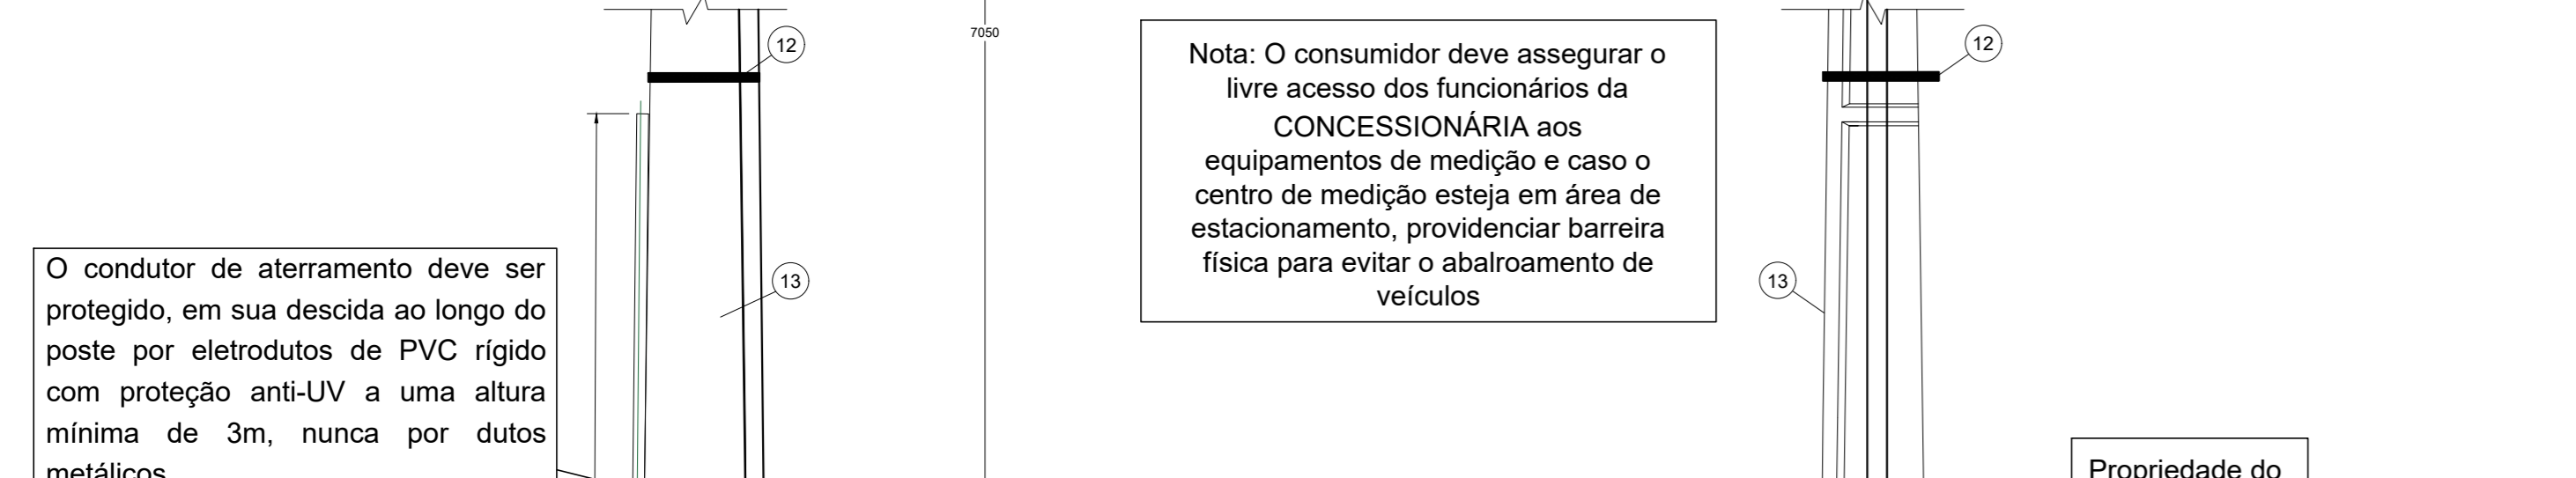 12
7050
Nota: O consumidor deve assegurar o
livre acesso dos funcionários da
CONCESSIONÁRIA aos
equipamentos de medição e caso o
centro de medição esteja em área de
estacionamento, providenciar barreira
física para evitar o abalroamento de
veículos
12
O condutor de aterramento deve ser
protegido, em sua descida ao longo do
poste por eletrodutos de PVC rígido
com proteção anti-UV a uma altura
mínima de 3m, nunca por dutos
metálicos
13
13
Propriedade do